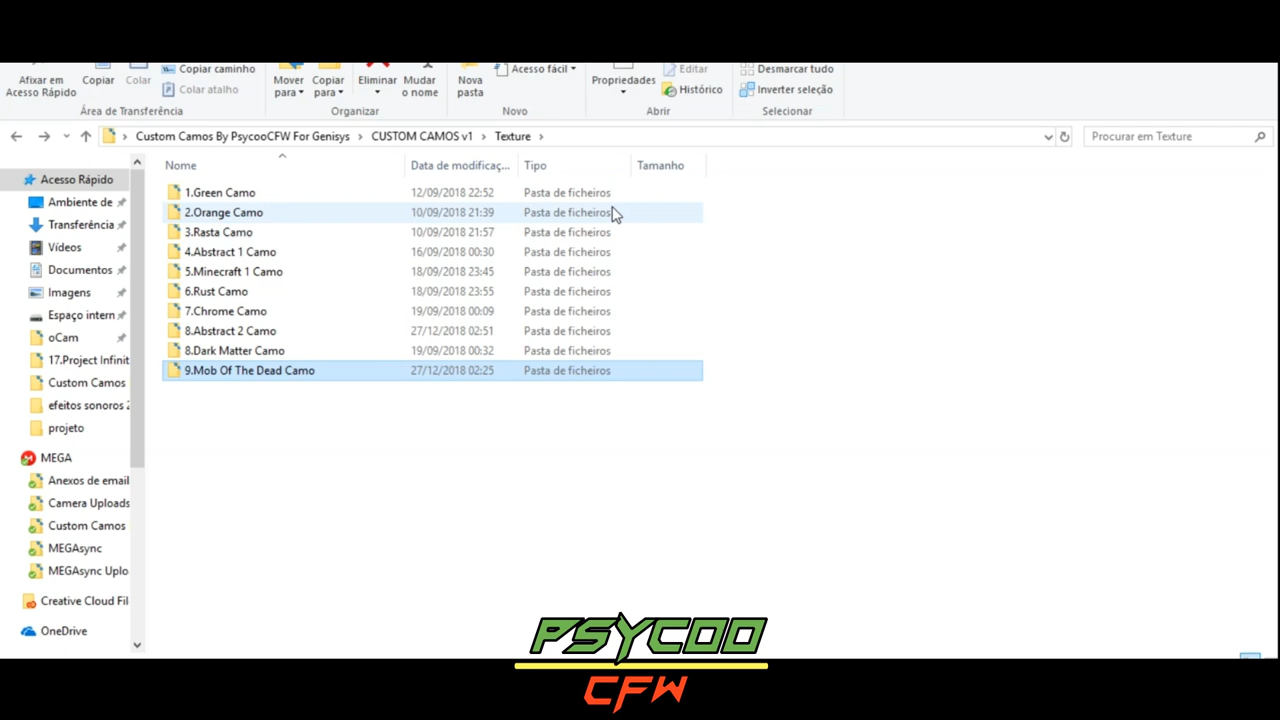 Copiar caminho
Acesso fácil
Editar
Desmarcar tudo
Afixar em
Acesso Rápido
Copiar
Colar
Colar atalho
Mover
para
Copiar
para
Eliminar
Mudar
o nome
Nova
pasta
Propriedades
Histórico
Inverter seleção
Área de Transferência
Organizar
Novo
Abrir
Selecionar
Custom Camos By PsycooCFW For Genisys > CUSTOM CAMOS v1 > Texture >
Procurar em Texture
Nome Data de modificaç... Tipo Tamanho
1.Green Camo 12/09/2018 22:52 Pasta de ficheiros
2.Orange Camo 10/09/2018 21:39 Pasta de ficheiros
3.Rasta Camo 10/09/2018 21:57 Pasta de ficheiros
4.Abstract 1 Camo 16/09/2018 00:30 Pasta de ficheiros
5.Minecraft 1 Camo 18/09/2018 23:45 Pasta de ficheiros
6.Rust Camo 18/09/2018 23:55 Pasta de ficheiros
7.Chrome Camo 19/09/2018 00:09 Pasta de ficheiros
8.Abstract 2 Camo 27/12/2018 02:51 Pasta de ficheiros
8.Dark Matter Camo 19/09/2018 00:32 Pasta de ficheiros
9.Mob Of The Dead Camo 27/12/2018 02:25 Pasta de ficheiros
Acesso Rápido
Ambiente de
Transferência
Vídeos
Documentos
Imagens
Espaço intern
oCam
17.Project Infinit
Custom Camos
efeitos sonoros 2
projeto
MEGA
Anexos de email
Camera Uploads
Custom Camos
MEGAsync
MEGAsync Uplo
Creative Cloud Fil
OneDrive
PSYCOO
CFW